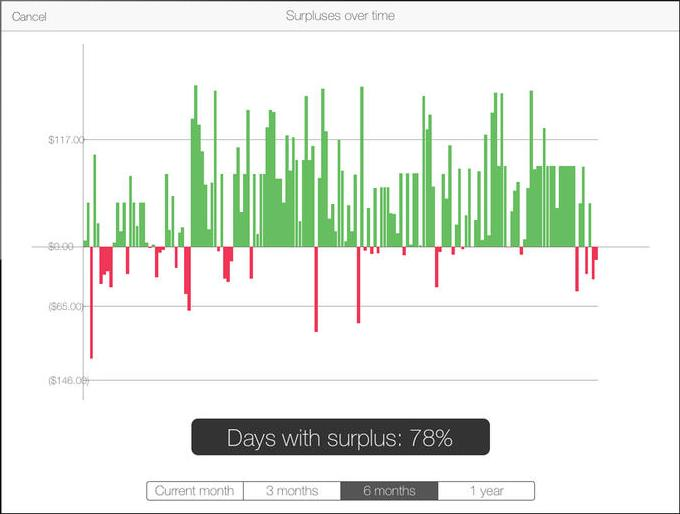 Cancel
Surpluses over time
$117.00
$0.00
($65.00)
($146.00)
Days with surplus: 78%
Current month
3 months
6 months
1 year